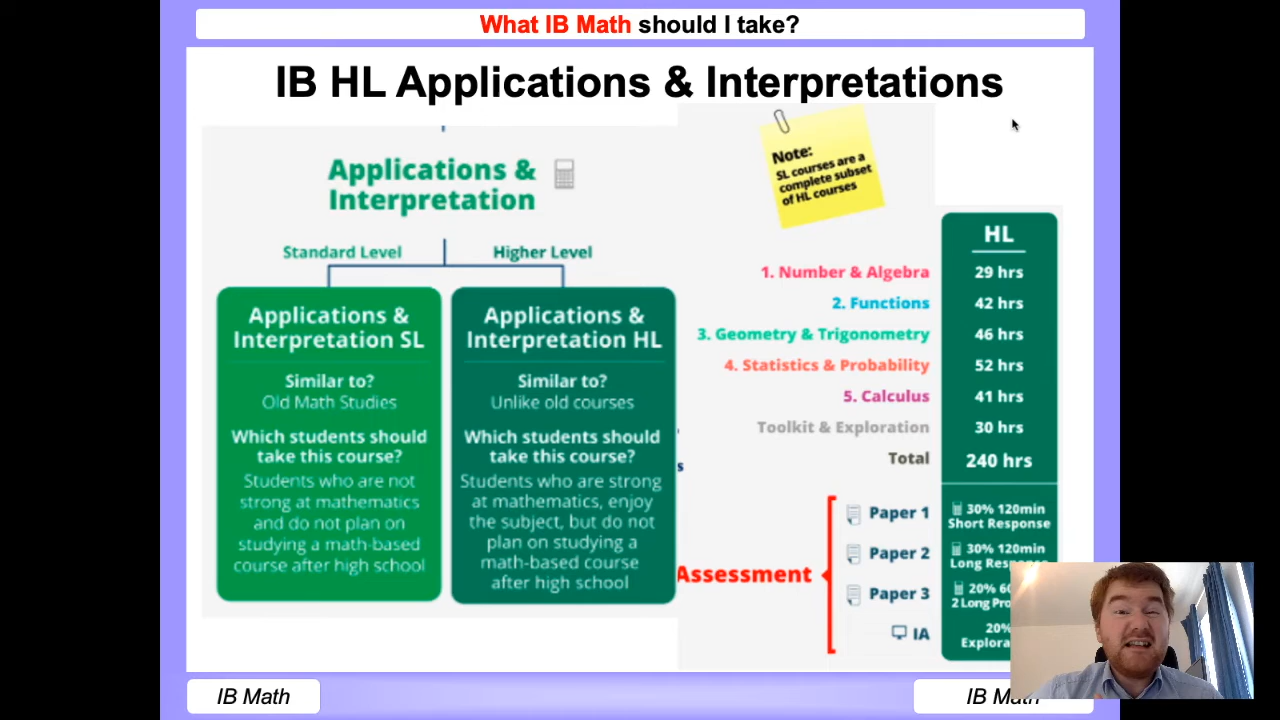 What IB Math should I take?
IB HL Applications & Interpretations
Applications &
Interpretation
Standard Level
Higher Level
Applications &
Interpretation SL
Similar to?
Old Math Studies
Which students should
take this course?
Students who are not
strong at mathematics
and do not plan on
studying a math-based
course after high school
Applications &
Interpretation HL
Similar to?
Unlike old courses
Which students should
take this course?
Students who are strong
at mathematics, enjoy
the subject, but do not
plan on studying a
math-based course
after high school
Note:
SL courses are a
complete subset
of HL courses
HL
1. Number & Algebra 29 hrs
2. Functions 42 hrs
3. Geometry & Trigonometry 46 hrs
4. Statistics & Probability 52 hrs
5. Calculus 41 hrs
Toolkit & Exploration 30 hrs
Total 240 hrs
Assessment
Paper 1 30% 120min
Short Response
Paper 2 30% 120min
Long
Paper 3 20%
2 Long
IA 20%
IB Math
IB Math